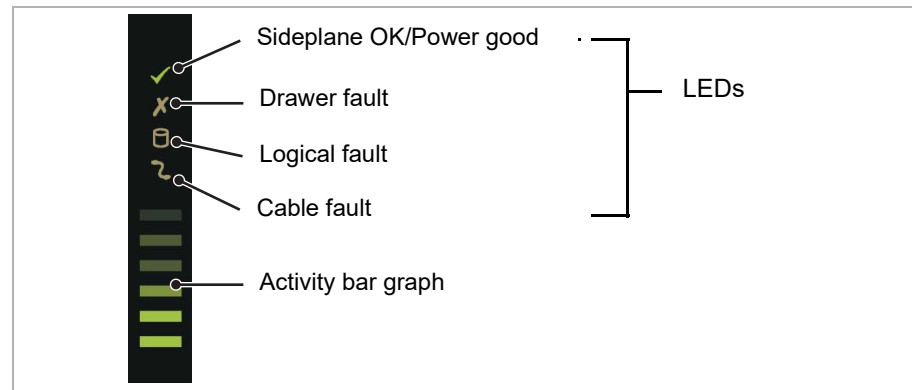 Sideplane OK/Power good
LEDs
Drawer fault
Logical fault
Cable fault
Activity bar graph